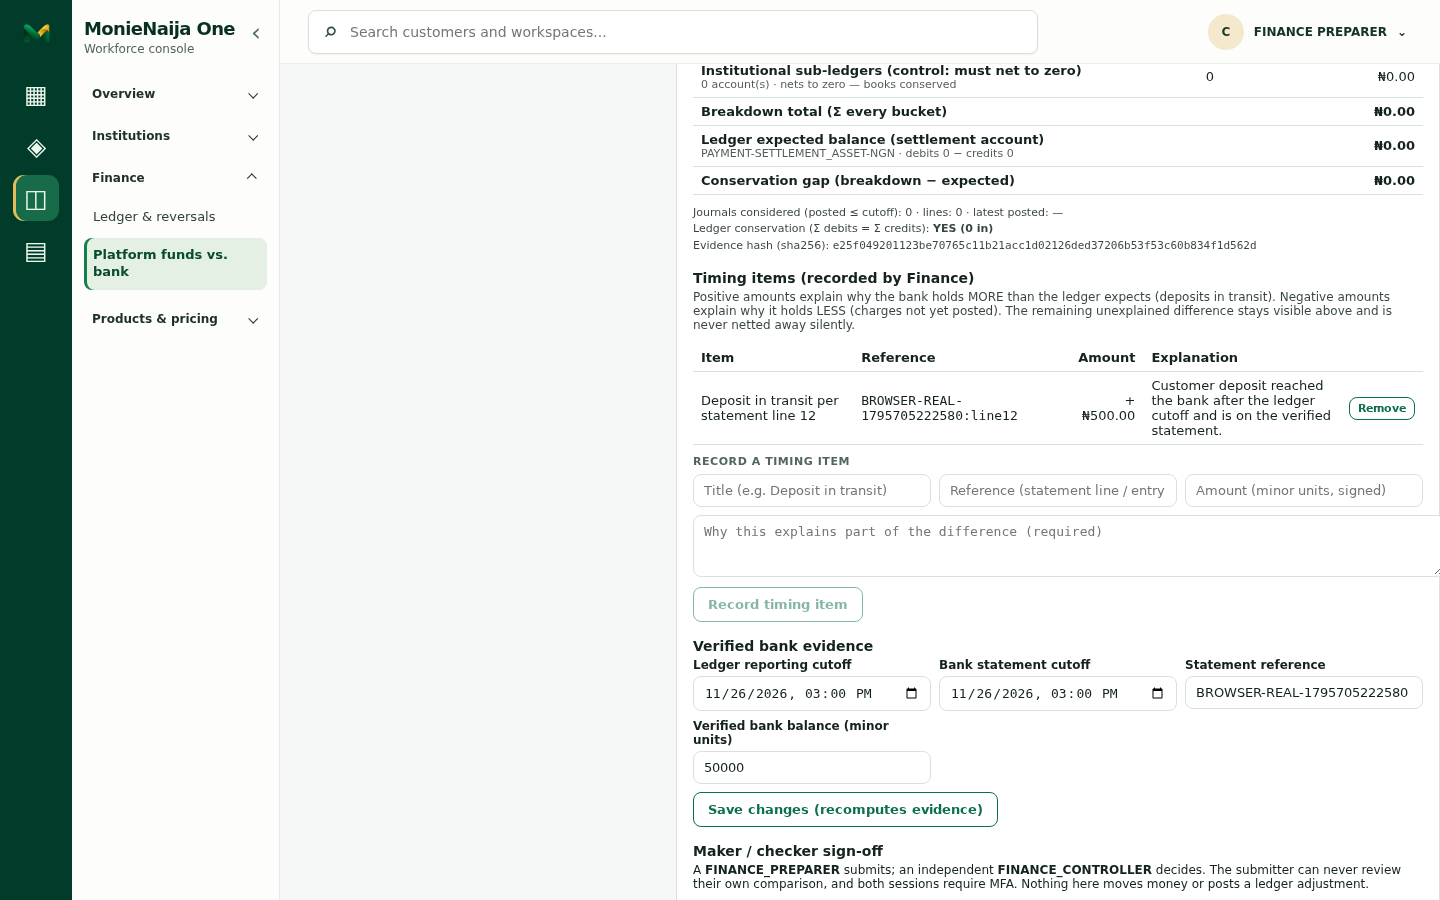 MonieNaija One
Workforce console
Search customers and workspaces...
C
FINANCE PREPARER
Overview
Institutions
Finance
Ledger & reversals
Platform funds vs.
bank
Products & pricing
Institutional sub-ledgers (control: must net to zero)
0 account(s) · nets to zero — books conserved
0
₦0.00
Breakdown total (Σ every bucket)
₦0.00
Ledger expected balance (settlement account)
PAYMENT-SETTLEMENT_ASSET-NGN · debits 0 − credits 0
₦0.00
Conservation gap (breakdown − expected)
₦0.00
Journals considered (posted ≤ cutoff): 0 · lines: 0 · latest posted: —
Ledger conservation (Σ debits = Σ credits): YES (0 in)
Evidence hash (sha256): e25f049201123be70765c11b21acc1d02126ded37206b53f53c60b834f1d562d
Timing items (recorded by Finance)
Positive amounts explain why the bank holds MORE than the ledger expects (deposits in transit). Negative amounts
explain why it holds LESS (charges not yet posted). The remaining unexplained difference stays visible above and is
never netted away silently.
Item
Reference
Amount
Explanation
Deposit in transit per
statement line 12
BROWSER-REAL-
1795705222580:line12
+
₦500.00
Customer deposit reached
the bank after the ledger
cutoff and is on the verified
statement.
Remove
RECORD A TIMING ITEM
Title (e.g. Deposit in transit)
Reference (statement line / entry
Amount (minor units, signed)
Why this explains part of the difference (required)
Record timing item
Verified bank evidence
Ledger reporting cutoff
Bank statement cutoff
Statement reference
11/26/2026, 03:00 PM
11/26/2026, 03:00 PM
BROWSER-REAL-1795705222580
Verified bank balance (minor
units)
50000
Save changes (recomputes evidence)
Maker / checker sign-off
A FINANCE_PREPARER submits; an independent FINANCE_CONTROLLER decides. The submitter can never review
their own comparison, and both sessions require MFA. Nothing here moves money or posts a ledger adjustment.